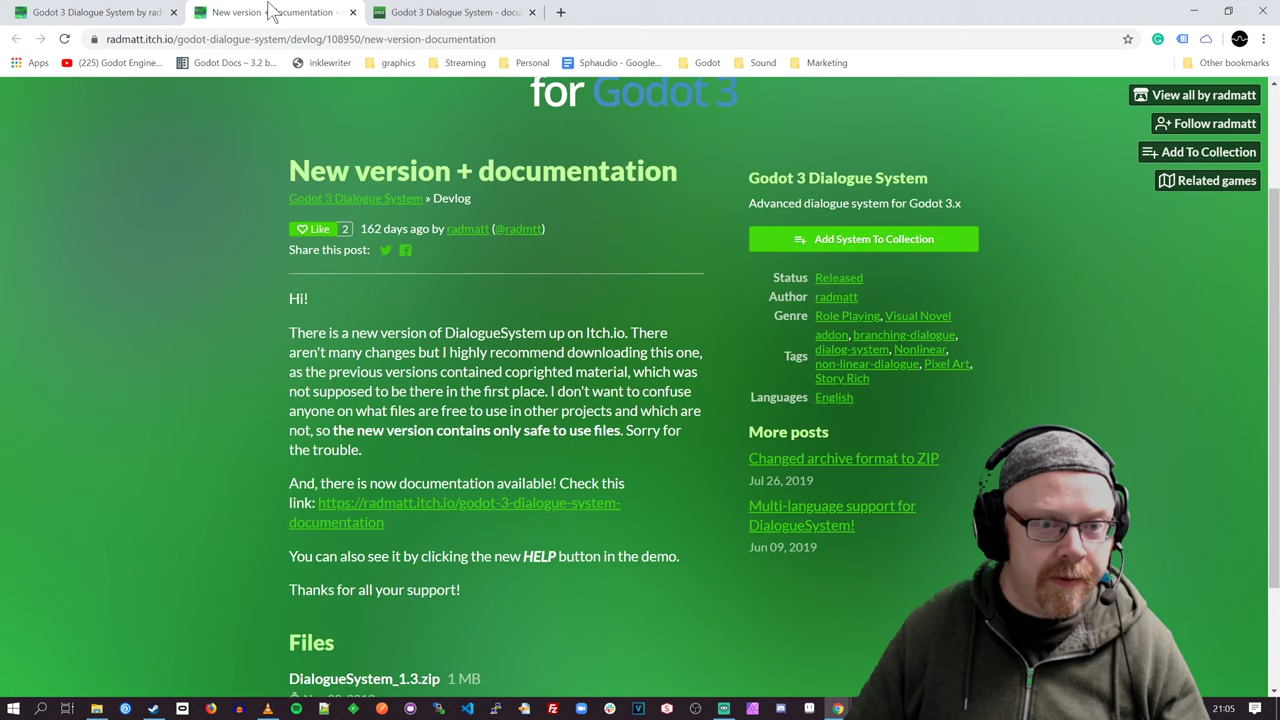 Godot 3 Dialogue System by rad
New version + documentation -
Godot 3 Dialogue System - docu
radmatt.itch.io/godot-dialogue-system/devlog/108950/new-version-documentation
Apps
(225) Godot Engine...
Godot Docs – 3.2 b...
inklewriter
graphics
Streaming
Personal
Sphaudio - Google...
Godot
Sound
Marketing
Other bookmarks
for Godot 3
View all by radmatt
Follow radmatt
Add To Collection
Related games
New version + documentation
Godot 3 Dialogue System » Devlog
Like 2 162 days ago by radmatt (@radmtt)
Share this post:
Hi!
There is a new version of DialogueSystem up on Itch.io. There
aren't many changes but I highly recommend downloading this one,
as the previous versions contained coprighted material, which was
not supposed to be there in the first place. I don't want to confuse
anyone on what files are free to use in other projects and which are
not, so the new version contains only safe to use files. Sorry for
the trouble.
And, there is now documentation available! Check this
link: https://radmatt.itch.io/godot-3-dialogue-system-
documentation
You can also see it by clicking the new HELP button in the demo.
Thanks for all your support!
Files
DialogueSystem_1.3.zip 1 MB
Godot 3 Dialogue System
Advanced dialogue system for Godot 3.x
Add System To Collection
Status Released
Author radmatt
Genre Role Playing, Visual Novel
Tags addon, branching-dialogue,
dialog-system, Nonlinear,
non-linear-dialogue, Pixel Art,
Story Rich
Languages English
More posts
Changed archive format to ZIP
Jul 26, 2019
Multi-language support for
DialogueSystem!
Jun 09, 2019
21:05